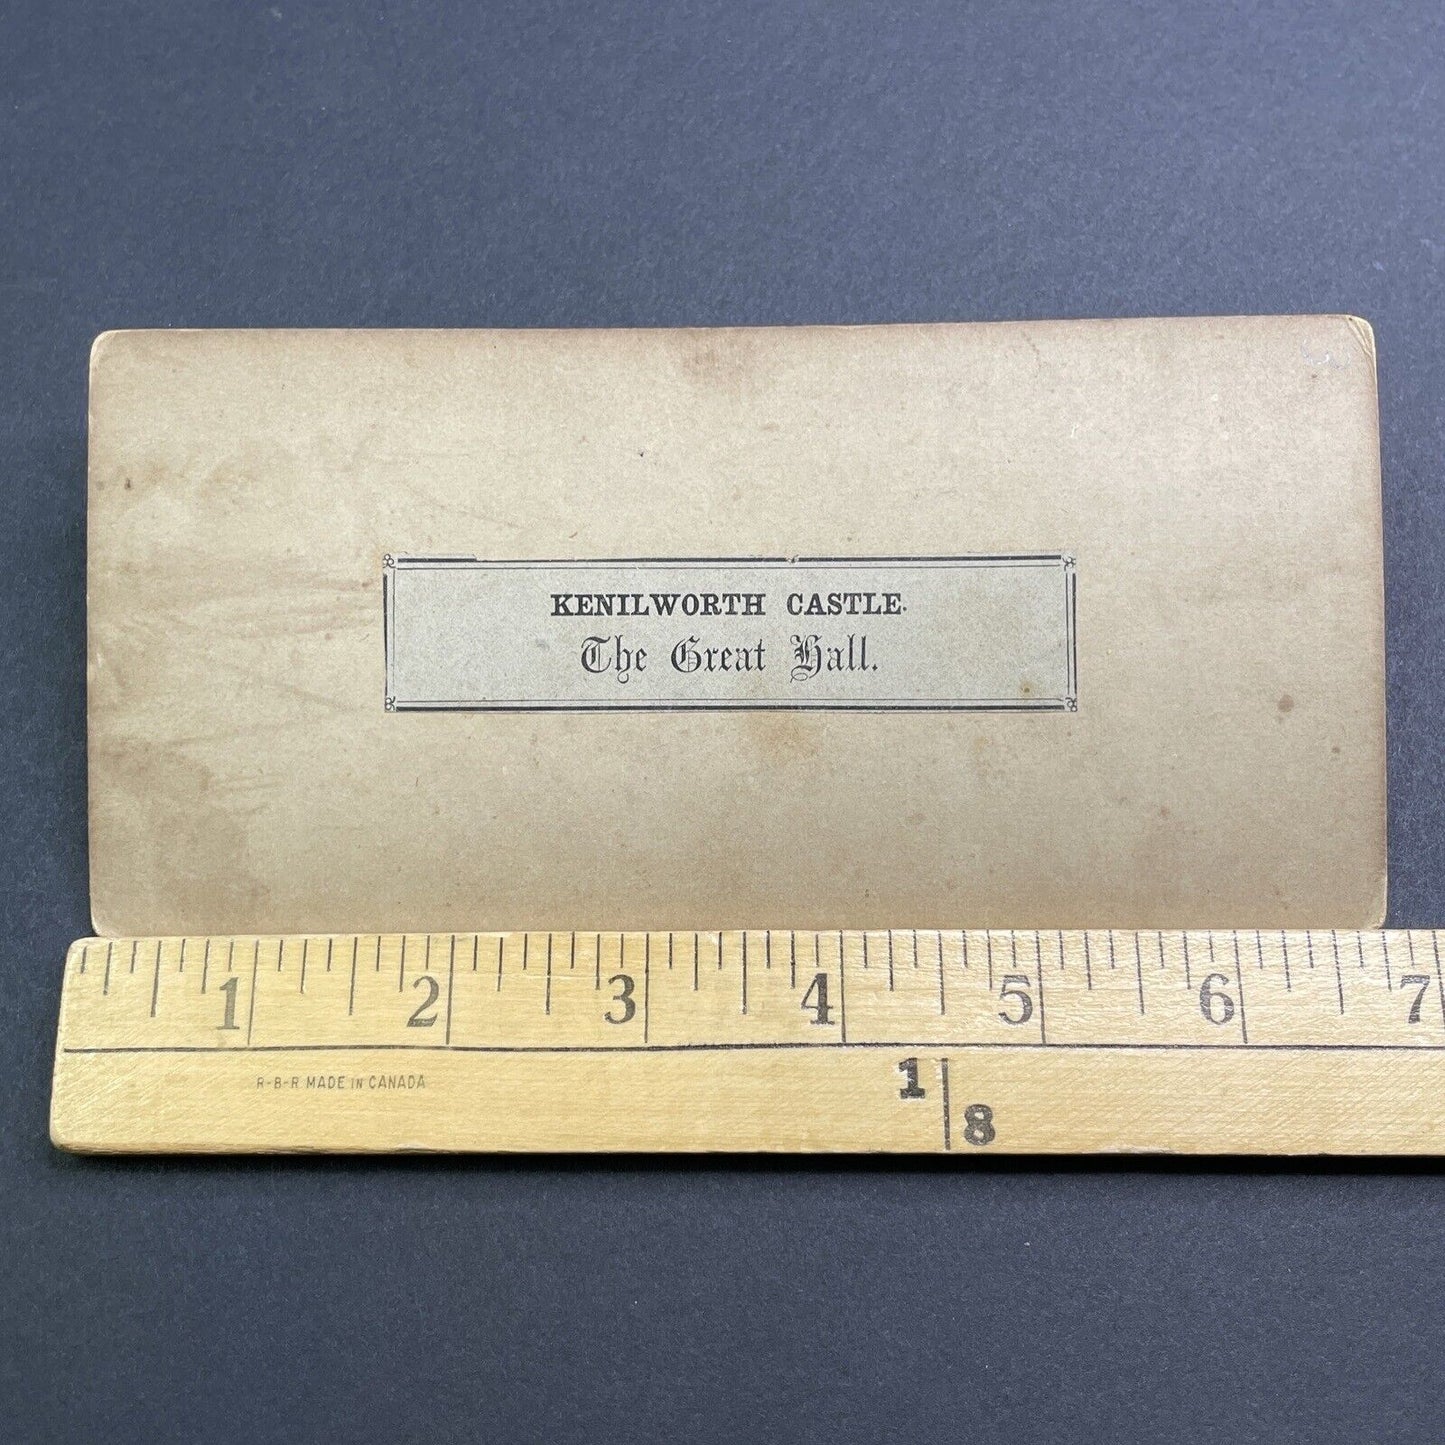 KENILWORTH CASTLE.
The Great Hall.
1 2 3 4 5 6 7
R-B-R MADE IN CANADA
1
8